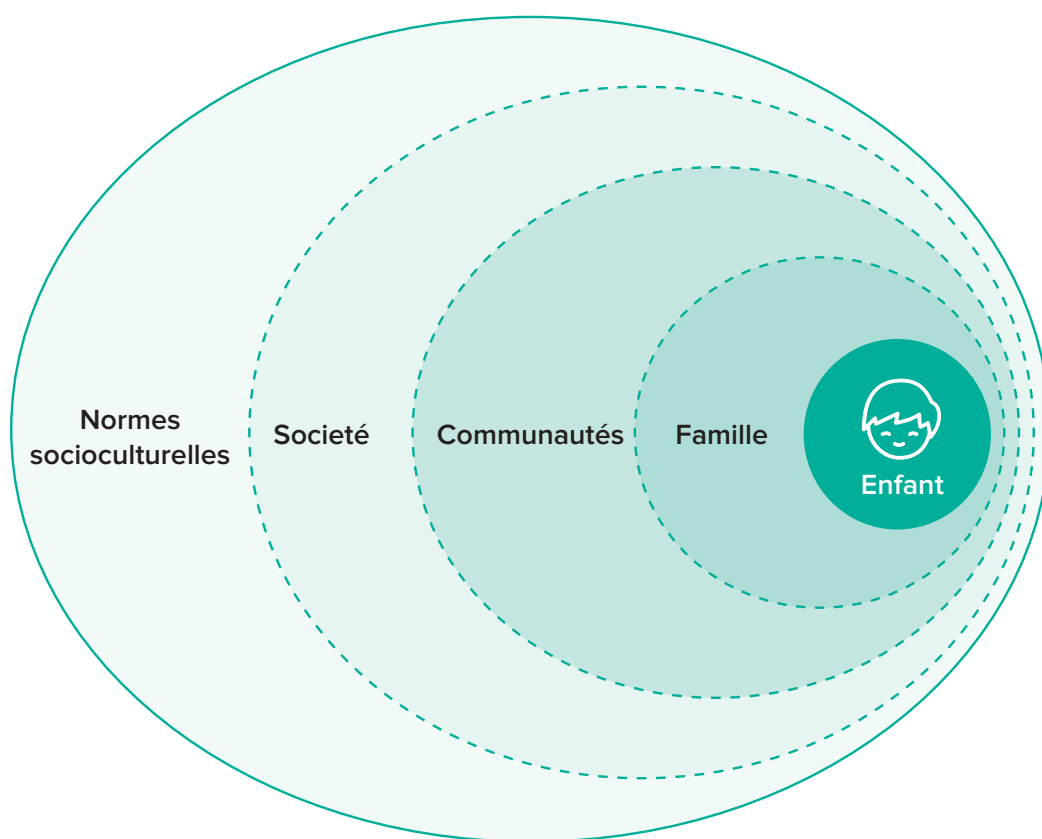 Normes
socioculturelles
Societé
Communautés
Famille
Enfant